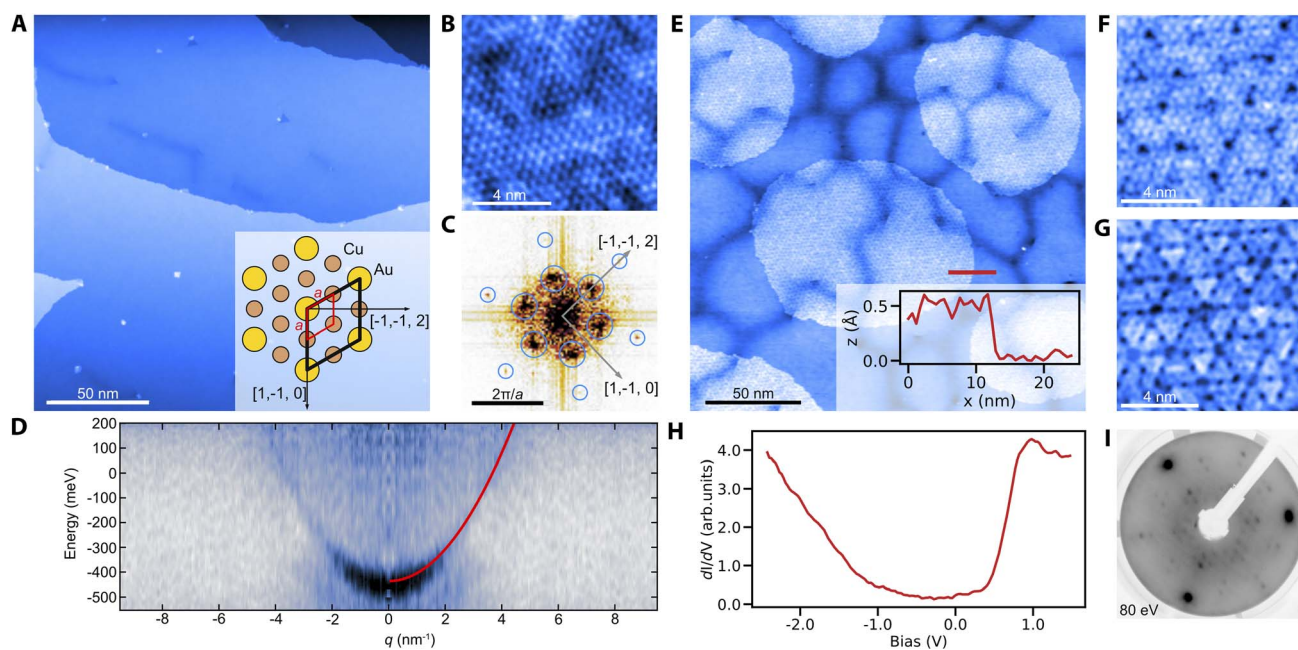 A
Cu
Au
a
a
[-1,-1, 2]
[1,-1, 0]
50 nm
B
4 nm
C
[-1,-1, 2]
[1,-1, 0]
2π/a
D
200
100
0
-100
-200
-300
-400
-500
Energy (meV)
-8 -6 -4 -2 0 2 4 6 8
q (nm⁻¹)
E
50 nm
z (Å)
0.5
0.0
0 10 20
x (nm)
F
4 nm
G
4 nm
H
dI/dV (arb.units)
4.0
3.0
2.0
1.0
0.0
-2.0 -1.0 0.0 1.0
Bias (V)
I
80 eV